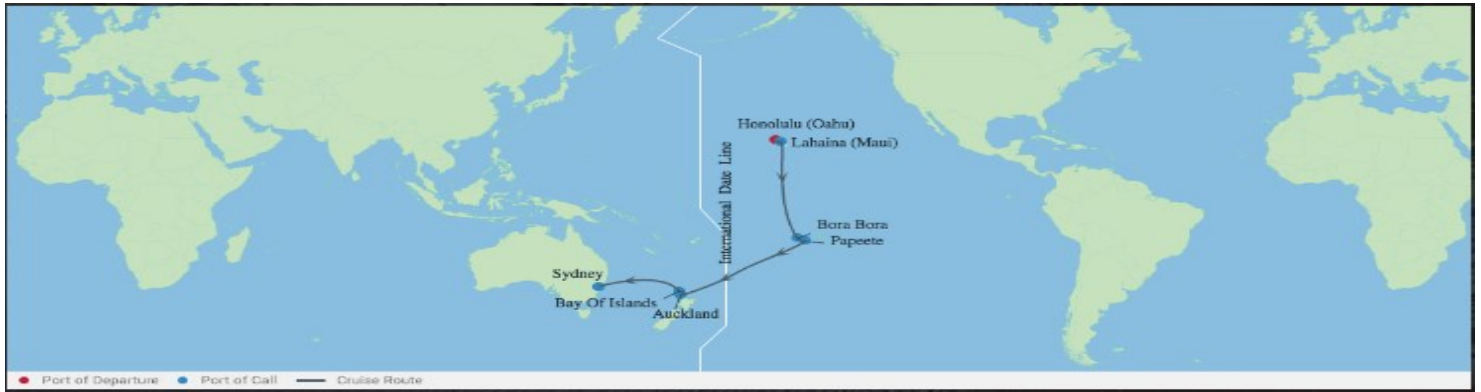 Honolulu (Oahu)
Lahaina (Maui)
International Date Line
Bora Bora
Papeete
Sydney
Bay Of Islands
Auckland
Port of Departure
Port of Call
Cruise Route